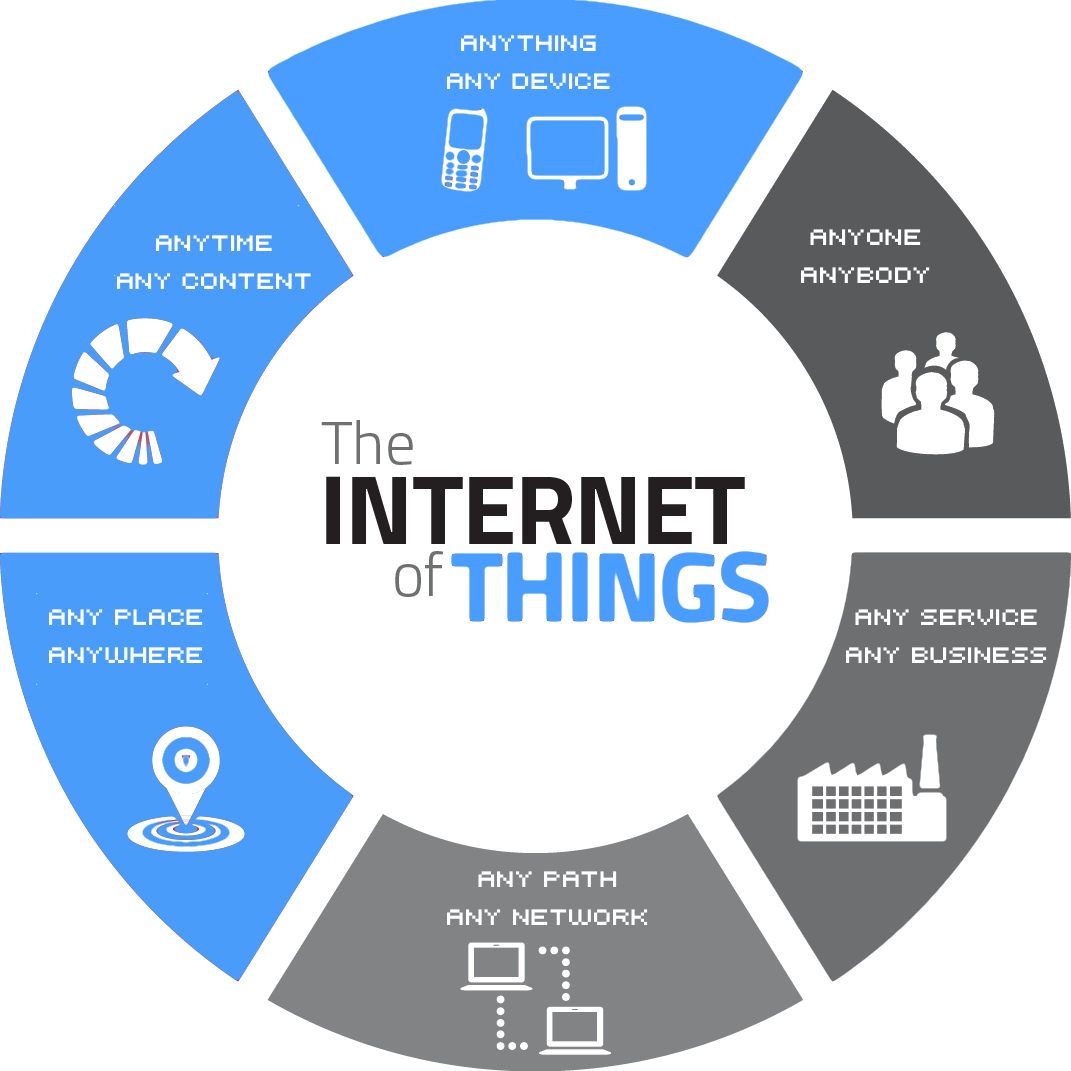 ANYTHING
ANY DEVICE
ANYONE
ANYBODY
ANY SERVICE
ANY BUSINESS
ANY PATH
ANY NETWORK
ANY PLACE
ANYWHERE
ANYTIME
ANY CONTENT
The
INTERNET
of THINGS